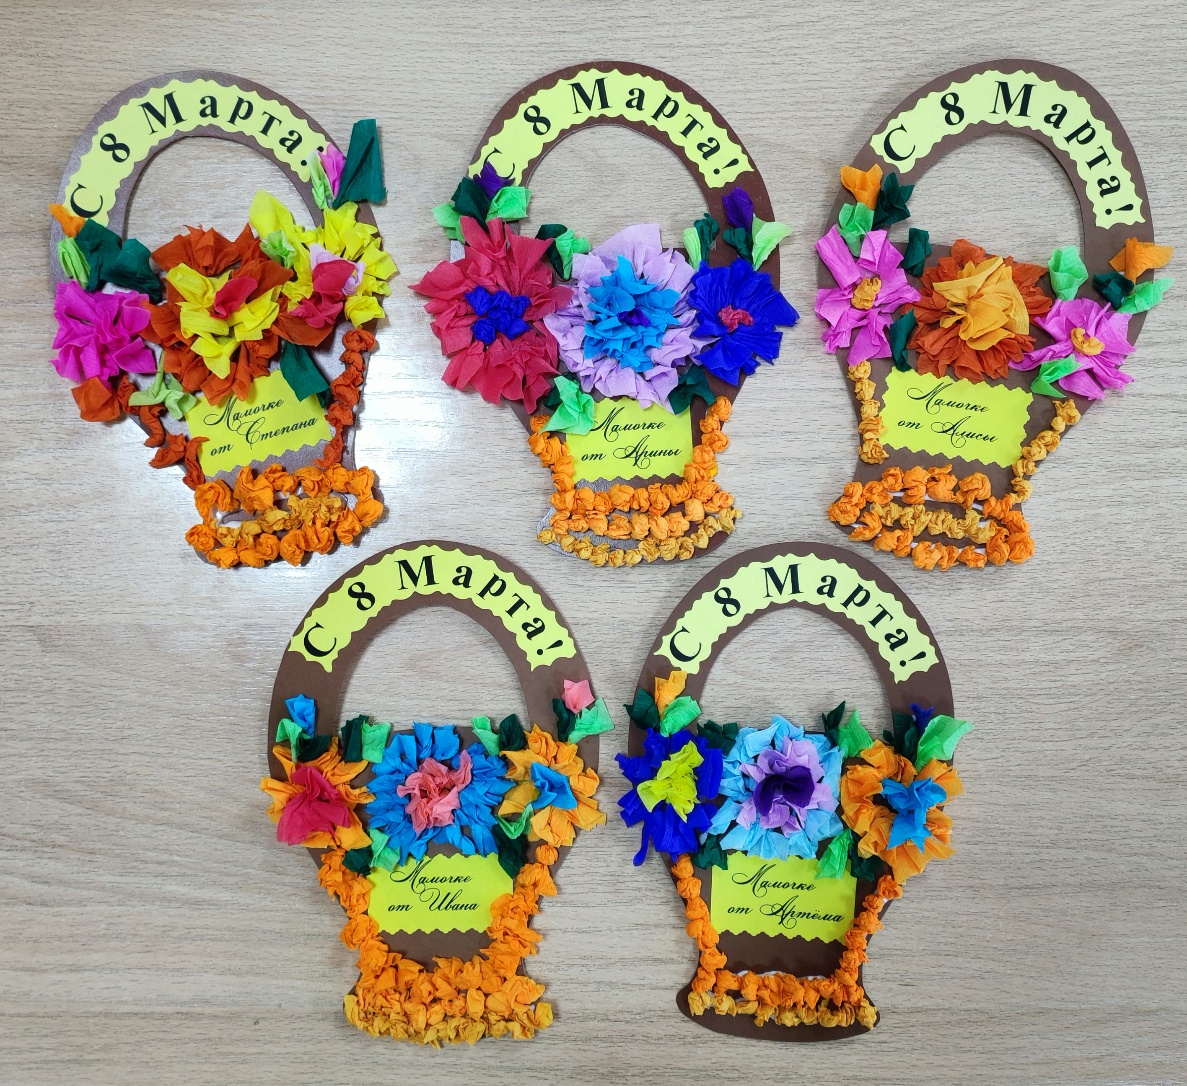 С 8 Марта!
Мамочке
от Степана
С 8 Марта!
Мамочке
от Арины
С 8 Марта!
Мамочке
от Алисы
С 8 Марта!
Мамочке
от Ивана
С 8 Марта!
Мамочке
от Артёма